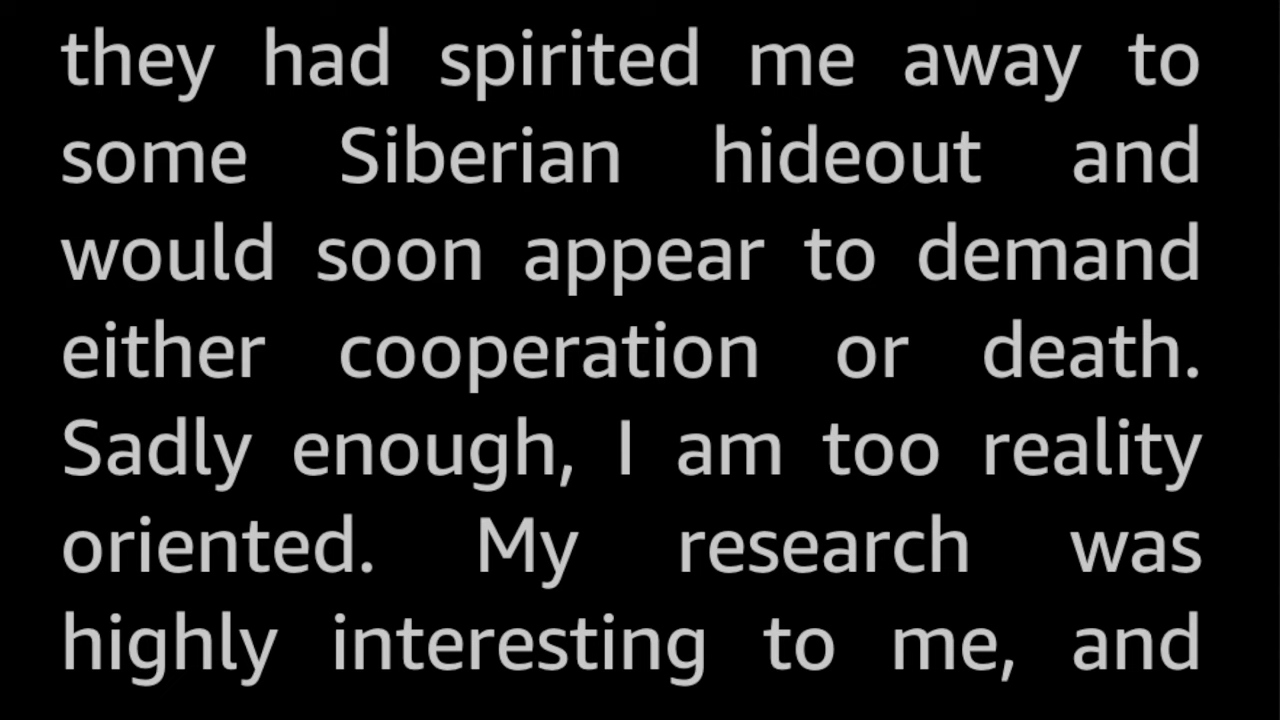 they had spirited me away to
some Siberian hideout and
would soon appear to demand
either cooperation or death.
Sadly enough, I am too reality
oriented. My research was
highly interesting to me, and